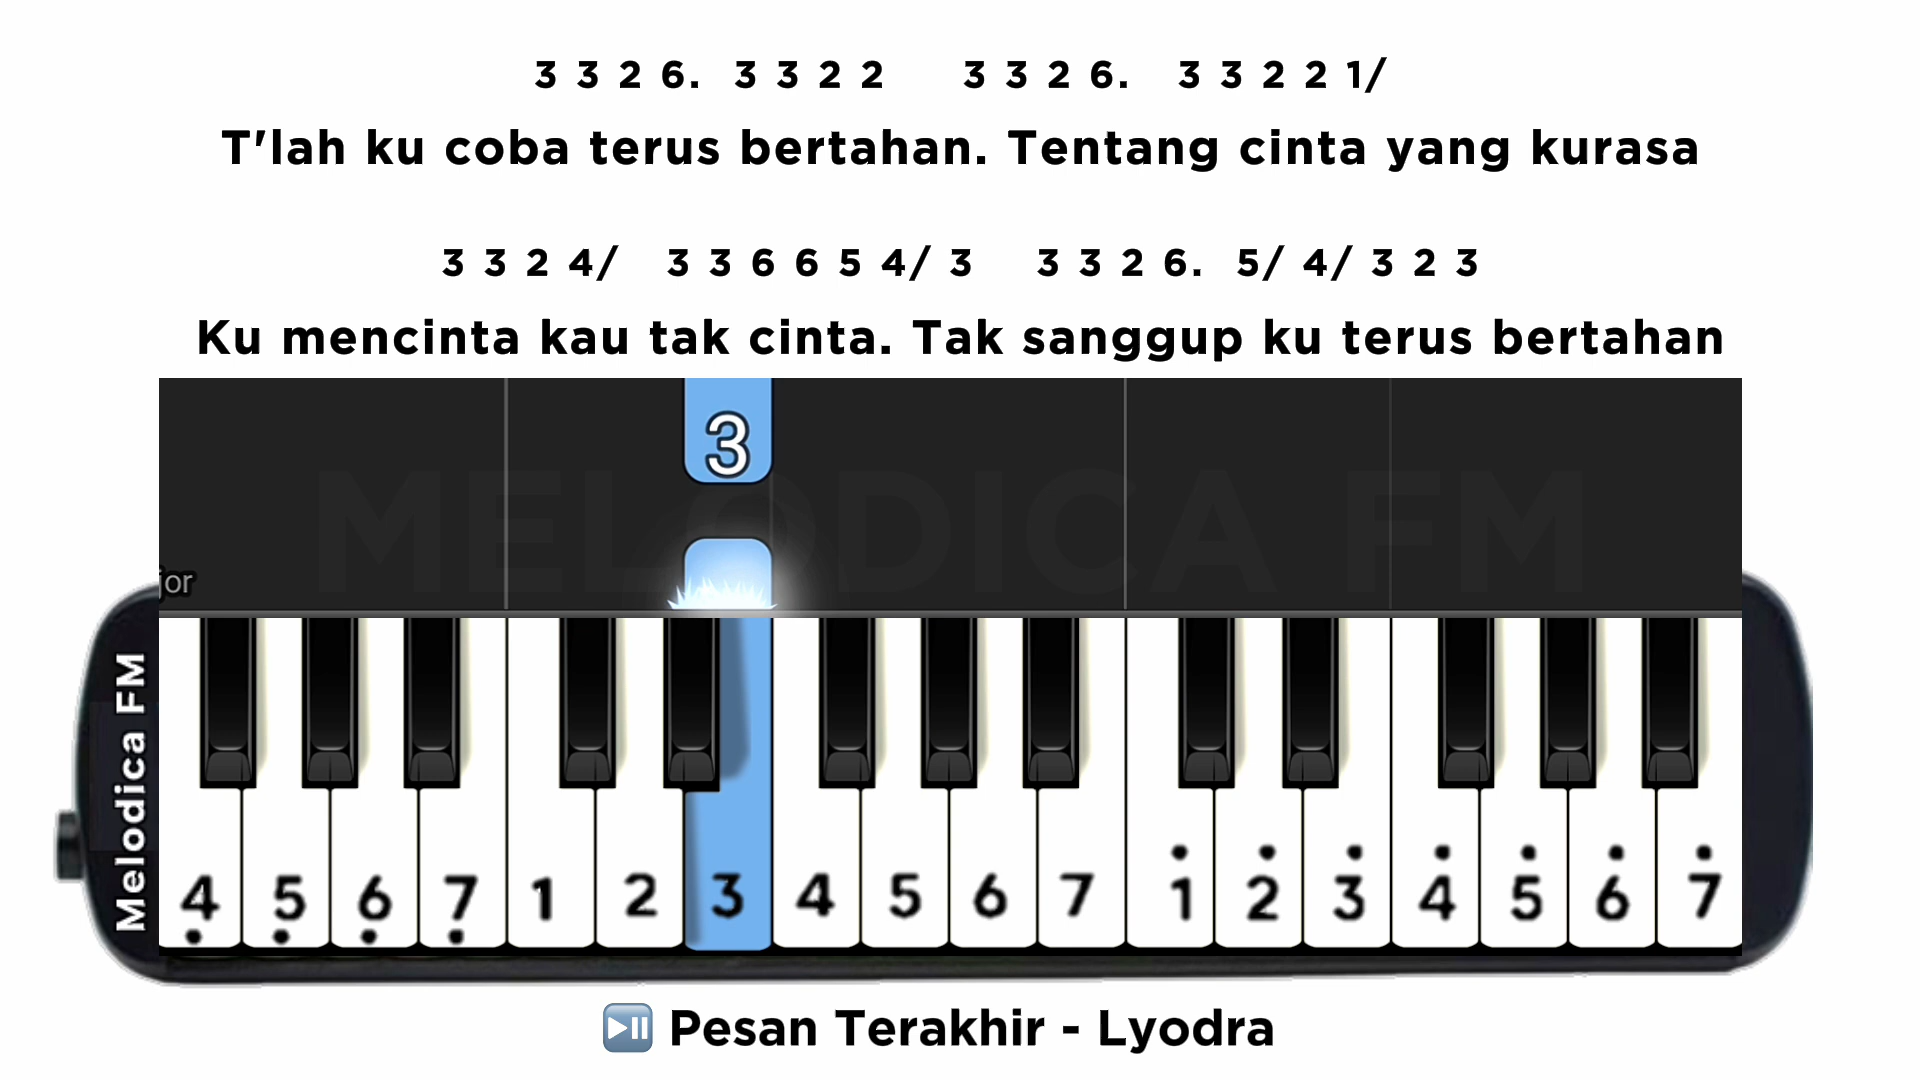 3 3 2 6. 3 3 2 2 3 3 2 6. 3 3 2 2 1/
T'lah ku coba terus bertahan. Tentang cinta yang kurasa
3 3 2 4/ 3 3 6 6 5 4/ 3 3 3 2 6. 5/ 4/ 3 2 3
Ku mencinta kau tak cinta. Tak sanggup ku terus bertahan
3
MELODICA FM
jor
Melodica FM
4 5 6 7 1 2 3 4 5 6 7 1 2 3 4 5 6 7
Pesan Terakhir - Lyodra